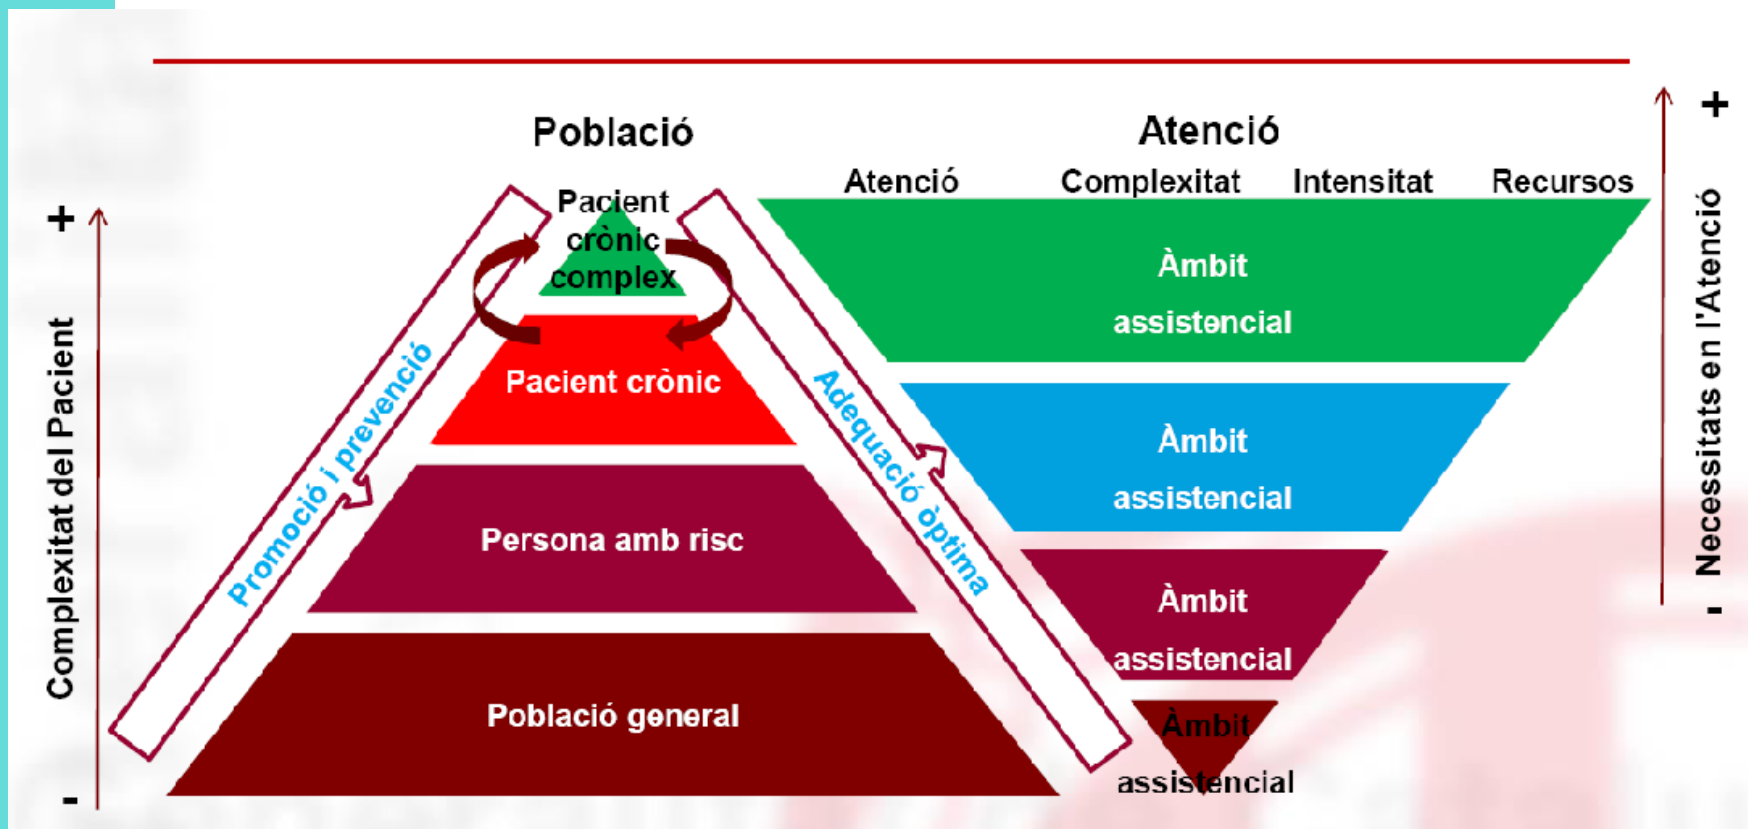 Població
Atenció
Atenció Complexitat Intensitat Recursos
+
Complexitat del Pacient
-
Promoció i prevenció
Pacient
crònic
complex
Pacient crònic
Persona amb risc
Població general
Adequació òptima
Àmbit
assistencial
Àmbit
assistencial
Àmbit
assistencial
Àmbit
assistencial
+
Necessitats en l'Atenció
-